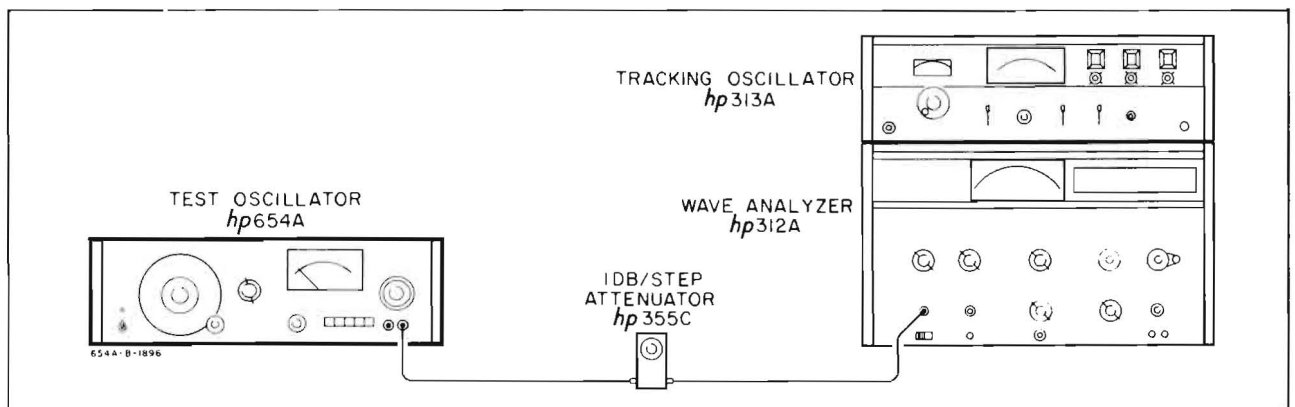 TRACKING OSCILLATOR
hp313A
TEST OSCILLATOR
hp654A
WAVE ANALYZER
hp312A
1DB/STEP
ATTENUATOR
hp355C
654A-B-1896